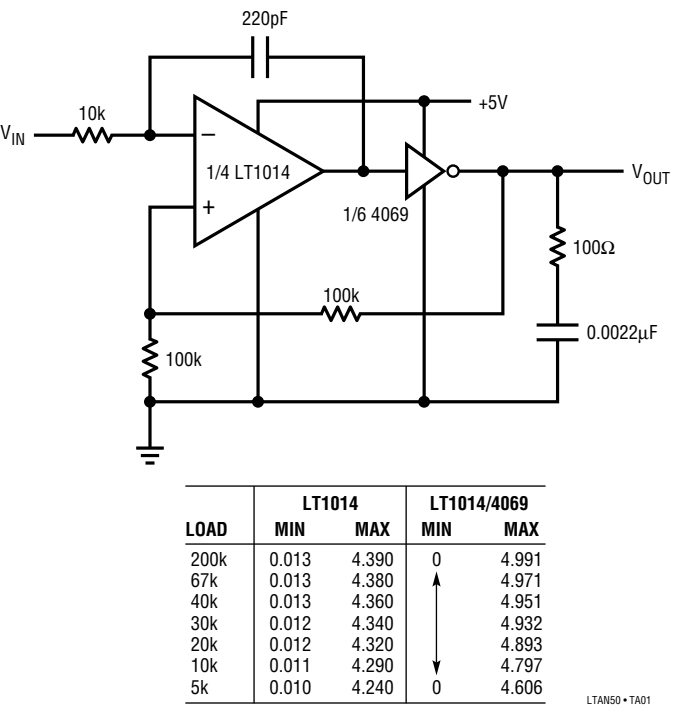 220pF
10k
+5V
VIN
1/4 LT1014
VOUT
1/6 4069
100Ω
100k
0.0022µF
100k
LT1014 LT1014/4069
LOAD MIN MAX MIN MAX
200k 0.013 4.390 0 4.991
67k 0.013 4.380 4.971
40k 0.013 4.360 4.951
30k 0.012 4.340 4.932
20k 0.012 4.320 4.893
10k 0.011 4.290 4.797
5k 0.010 4.240 0 4.606
LTAN50 • TA01